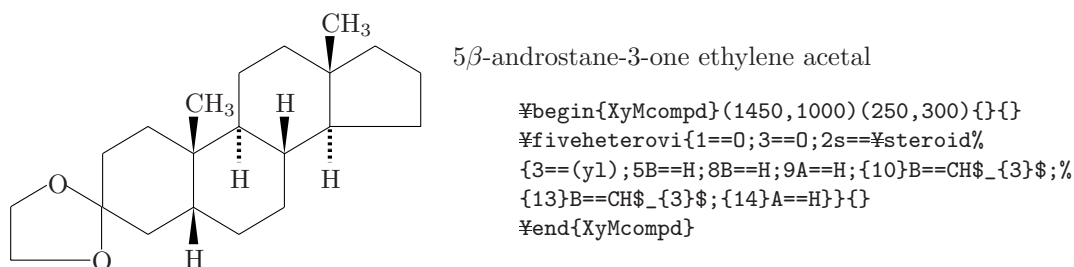 CH₃
5β-androstane-3-one ethylene acetal
CH₃
H
O
H
H
O
H
¥begin{XyMcompd}(1450,1000)(250,300){}{}
¥fiveheterovi{1==O;3==O;2s==¥steroid%
{3==(yl);5B==H;8B==H;9A==H;{10}B==CH$_{3}$;%
{13}B==CH$_{3}$;{14}A==H}}{}
¥end{XyMcompd}